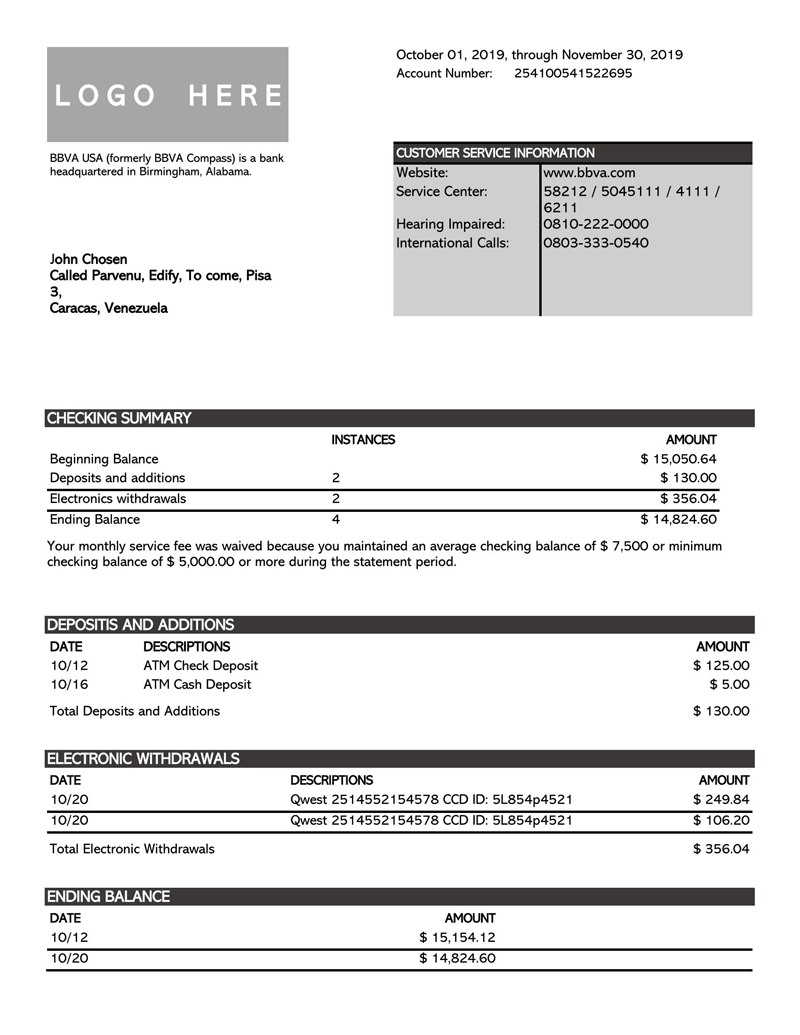 LOGO HERE
October 01, 2019, through November 30, 2019
Account Number: 254100541522695
BBVA USA (formerly BBVA Compass) is a bank
headquartered in Birmingham, Alabama.
CUSTOMER SERVICE INFORMATION
Website: www.bbva.com
Service Center: 58212 / 5045111 / 4111 /
6211
Hearing Impaired: 0810-222-0000
International Calls: 0803-333-0540
John Chosen
Called Parvenu, Edify, To come, Pisa
3,
Caracas, Venezuela
CHECKING SUMMARY
INSTANCES AMOUNT
Beginning Balance $ 15,050.64
Deposits and additions 2 $ 130.00
Electronics withdrawals 2 $ 356.04
Ending Balance 4 $ 14,824.60
Your monthly service fee was waived because you maintained an average checking balance of $ 7,500 or minimum
checking balance of $ 5,000.00 or more during the statement period.
DEPOSITIS AND ADDITIONS
DATE DESCRIPTIONS AMOUNT
10/12 ATM Check Deposit $ 125.00
10/16 ATM Cash Deposit $ 5.00
Total Deposits and Additions $ 130.00
ELECTRONIC WITHDRAWALS
DATE DESCRIPTIONS AMOUNT
10/20 Qwest 2514552154578 CCD ID: 5L854p4521 $ 249.84
10/20 Qwest 2514552154578 CCD ID: 5L854p4521 $ 106.20
Total Electronic Withdrawals $ 356.04
ENDING BALANCE
DATE AMOUNT
10/12 $ 15,154.12
10/20 $ 14,824.60